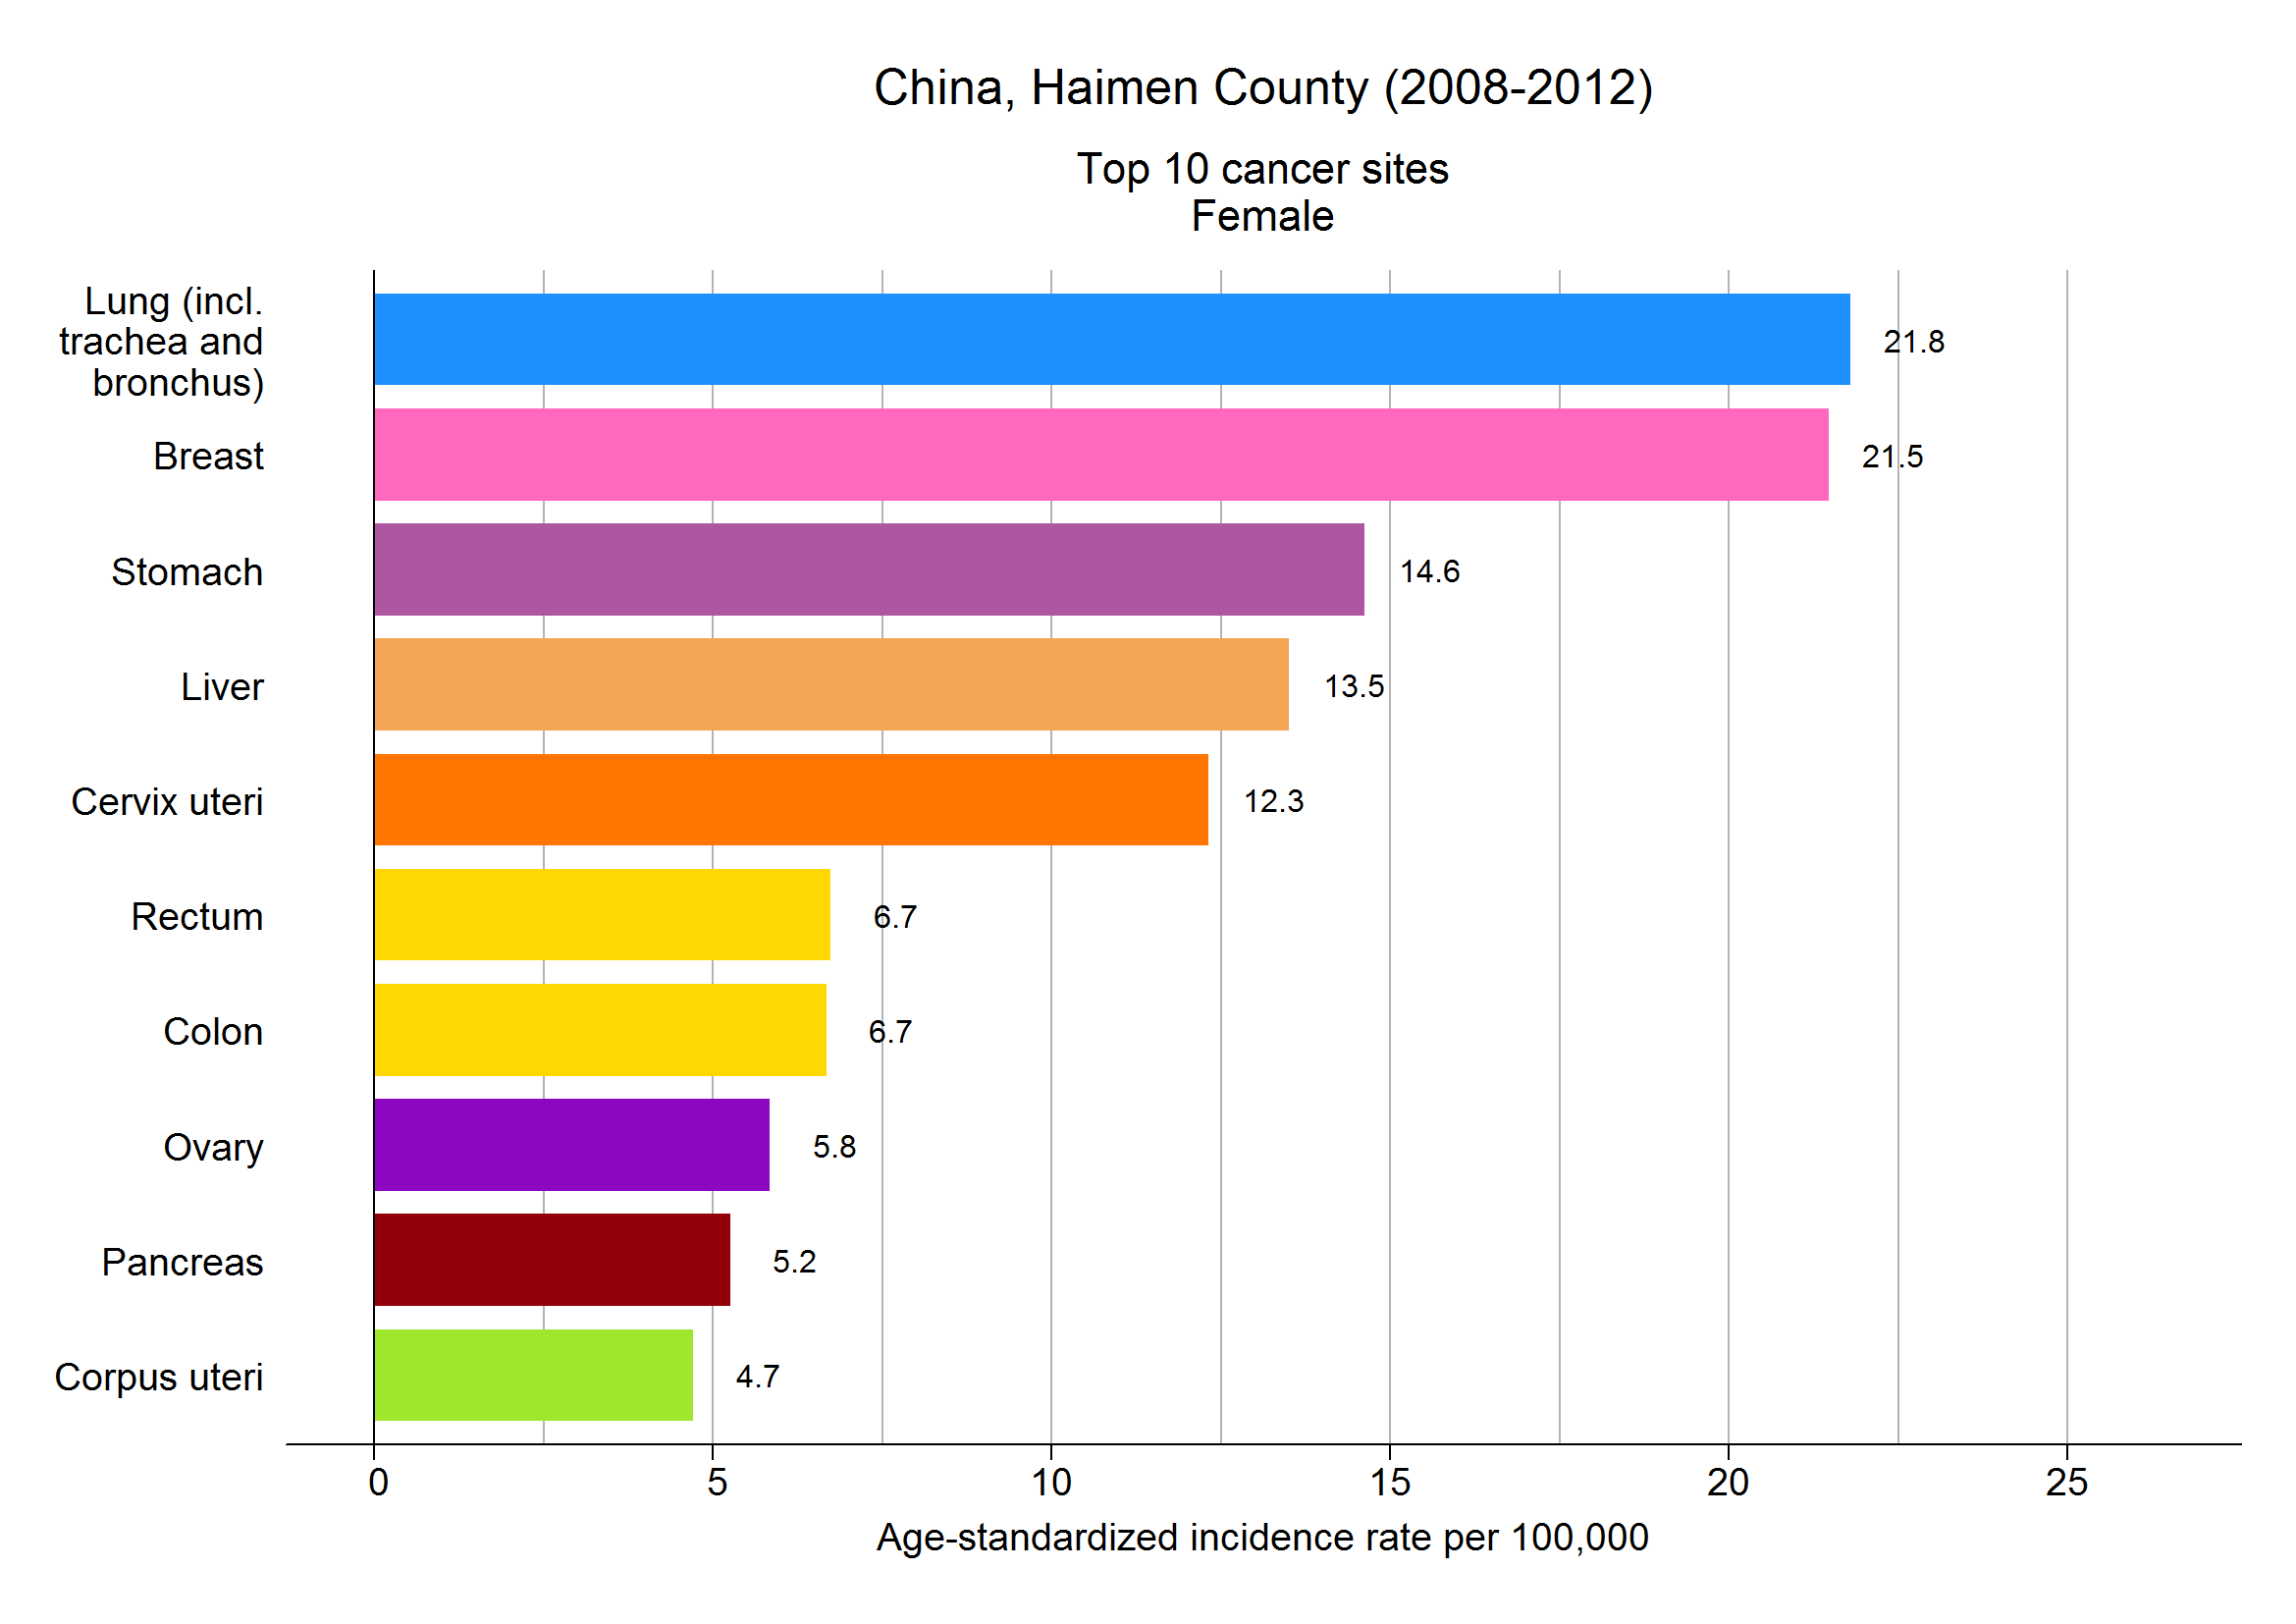 China, Haimen County (2008-2012)
Top 10 cancer sites
Female
Lung (incl.
trachea and
bronchus)
21.8
Breast
21.5
Stomach
14.6
Liver
13.5
Cervix uteri
12.3
Rectum
6.7
Colon
6.7
Ovary
5.8
Pancreas
5.2
Corpus uteri
4.7
0 5 10 15 20 25
Age-standardized incidence rate per 100,000